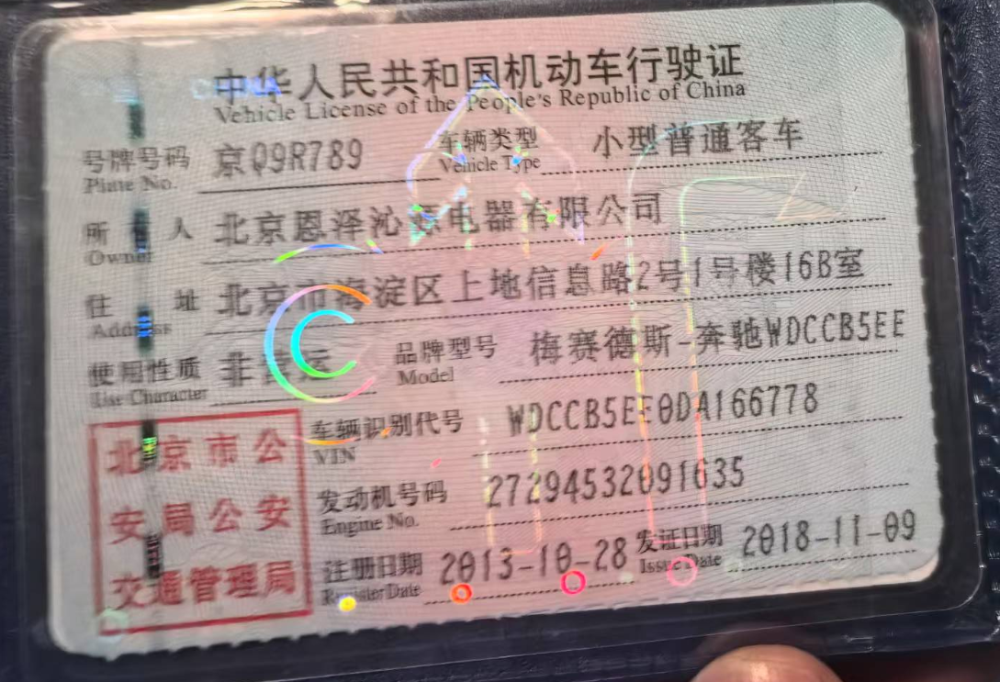 中华人民共和国机动车行驶证
Vehicle License of the People's Republic of China
号牌号码 京Q9R789 车辆类型 小型普通客车
Plate No. Vehicle Type
所 人 北京恩泽沁 电器有限公司
Owner
住 址 北京市海淀区上地信息路2号1号楼16B室
Address
使用性质 非 运 品牌型号 梅赛德斯-奔驰WDCCB5EE
Use Character Model
车辆识别代号 WDCCB5EE0DA166778
VIN
发动机号码 27294532091635
Engine No.
注册日期 2013-10-28 发证日期 2018-11-09
Register Date Issue Date
北京市公
安局公安
交通管理局